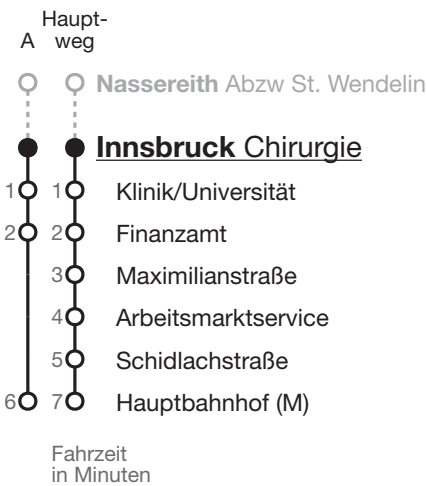 Haupt-
A weg
Nassereith Abzw St. Wendelin
Innsbruck Chirurgie
1 1 Klinik/Universität
2 2 Finanzamt
3 Maximilianstraße
4 Arbeitsmarktservice
5 Schidlachstraße
6 7 Hauptbahnhof (M)
Fahrzeit
in Minuten